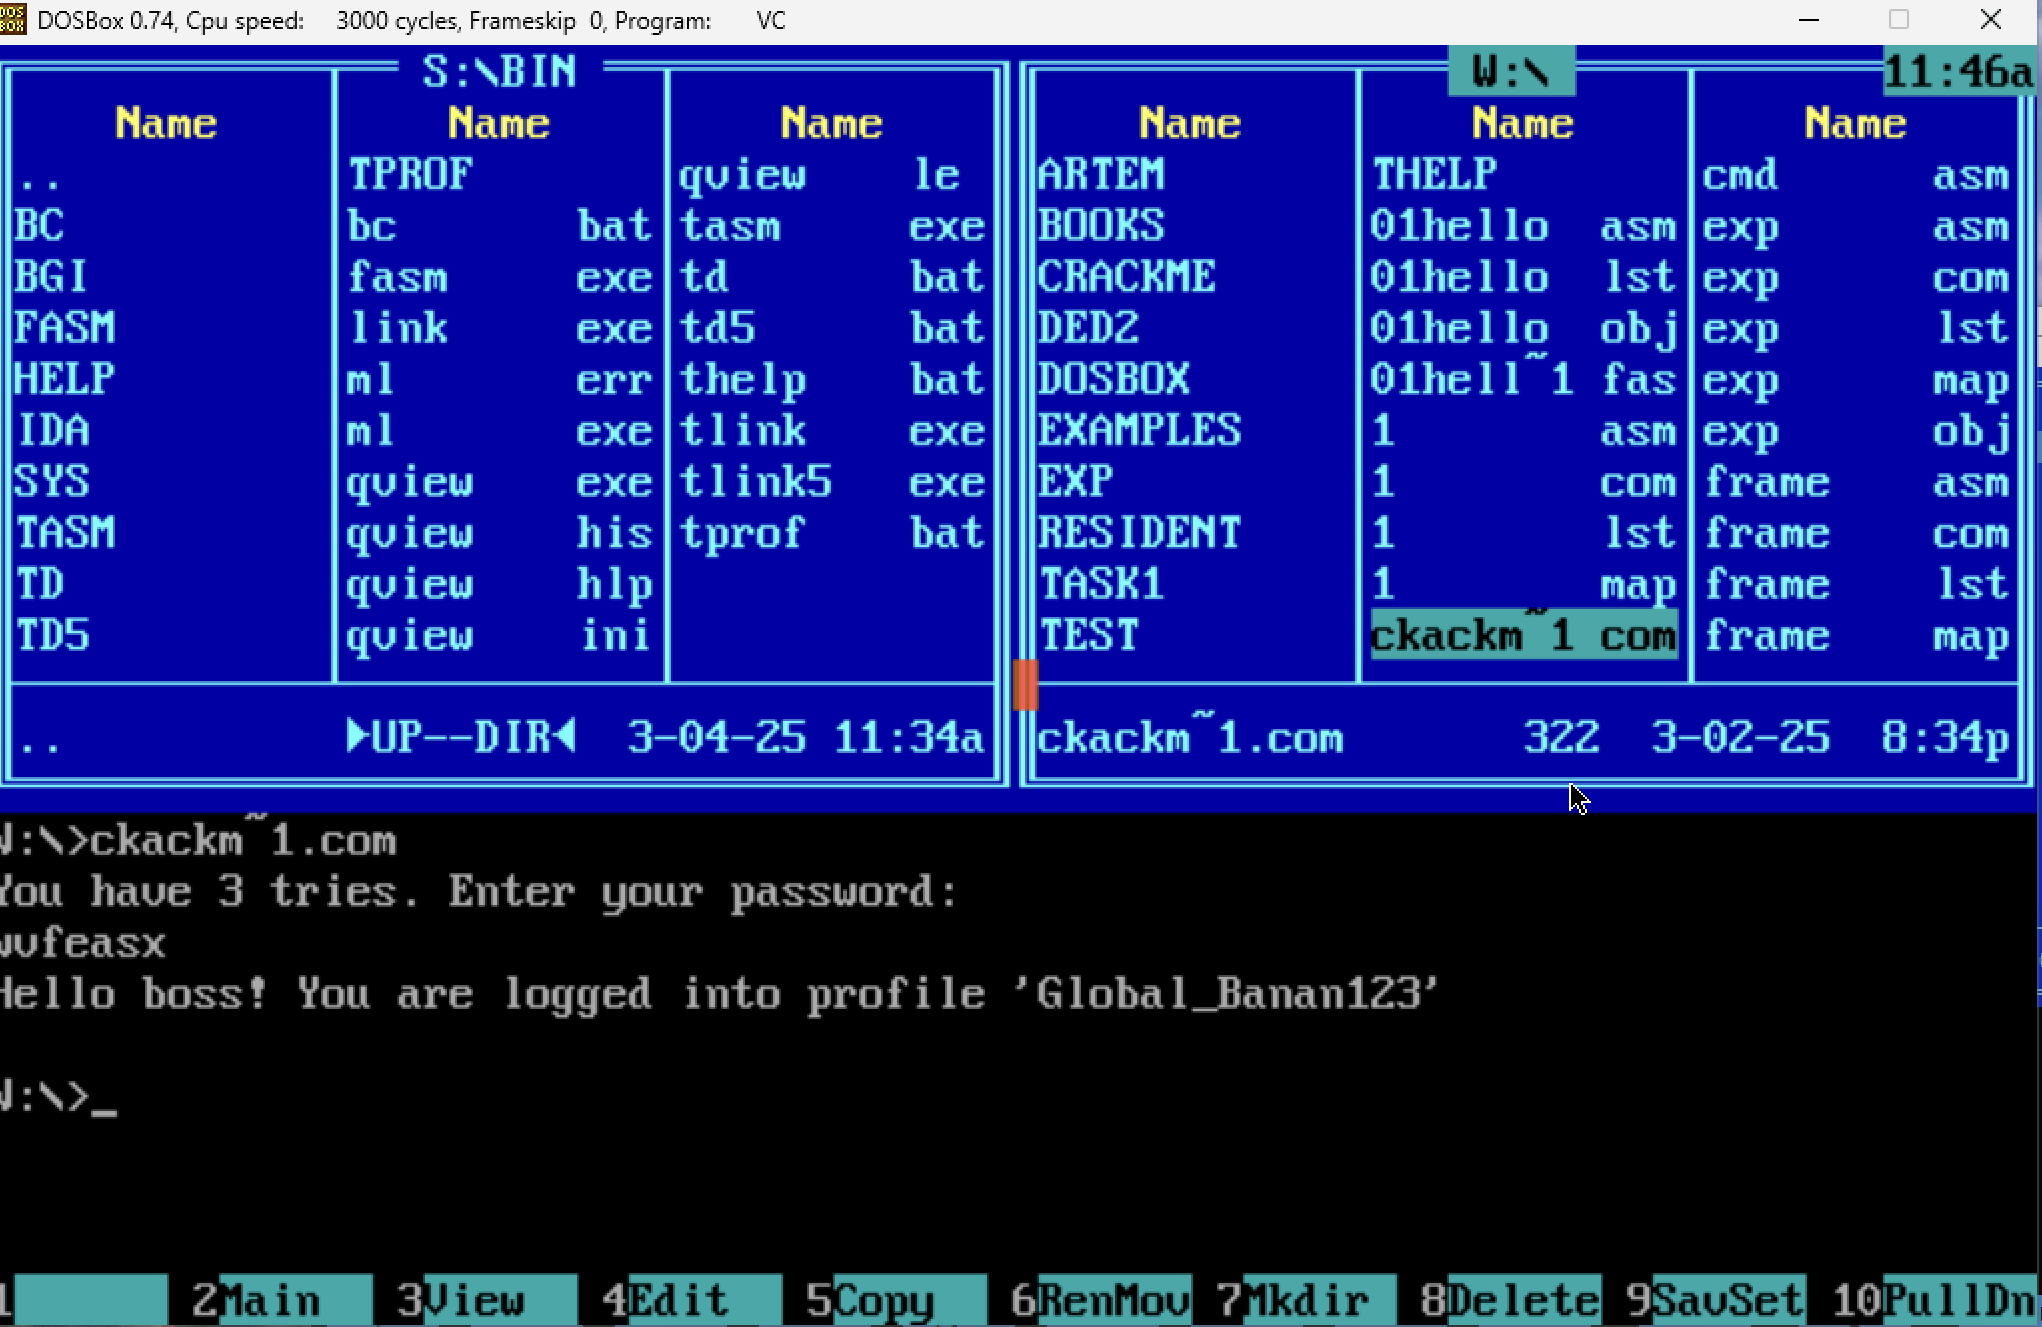 DOSBox 0.74, Cpu speed: 3000 cycles, Frameskip 0, Program: VC
S:\BIN W:\ 11:46a
Name Name Name Name Name Name
.. TPROF qview le ARTEM THELP cmd asm
BC bc bat tasm exe BOOKS 01hello asm exp asm
BGI fasm exe td bat CRACKME 01hello lst exp com
FASM link exe td5 bat DED2 01hello obj exp lst
HELP ml err thelp bat DOSBOX 01hell~1 fas exp map
IDA ml exe tlink exe EXAMPLES 1 asm exp obj
SYS qview exe tlink5 exe EXP 1 com frame asm
TASM qview his tprof bat RESIDENT 1 lst frame com
TD qview hlp TASK1 1 map frame lst
TD5 qview ini TEST ckackm~1 com frame map
.. ►UP--DIR◄ 3-04-25 11:34a ckackm~1.com 322 3-02-25 8:34p
W:\>ckackm~1.com
You have 3 tries. Enter your password:
wvfeasx
Hello boss! You are logged into profile 'Global_Banan123'
W:\>_
1 2Main 3View 4Edit 5Copy 6RenMov 7Mkdir 8Delete 9SavSet 10PullDn